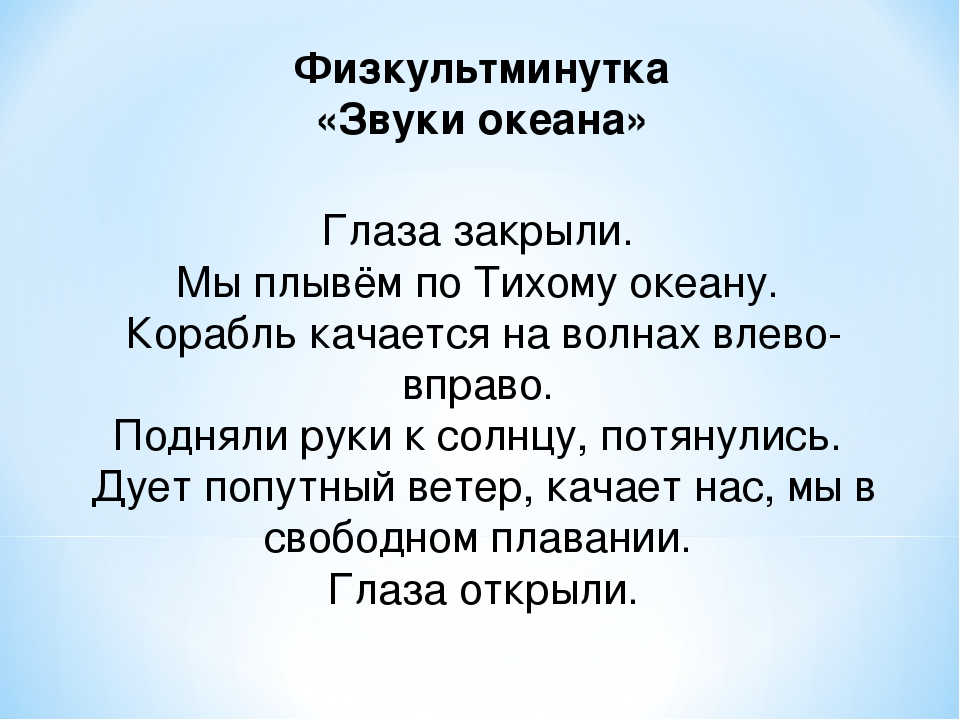 Физкультминутка
«Звуки океана»
Глаза закрыли.
Мы плывём по Тихому океану.
Корабль качается на волнах влево-
вправо.
Подняли руки к солнцу, потянулись.
Дует попутный ветер, качает нас, мы в
свободном плавании.
Глаза открыли.